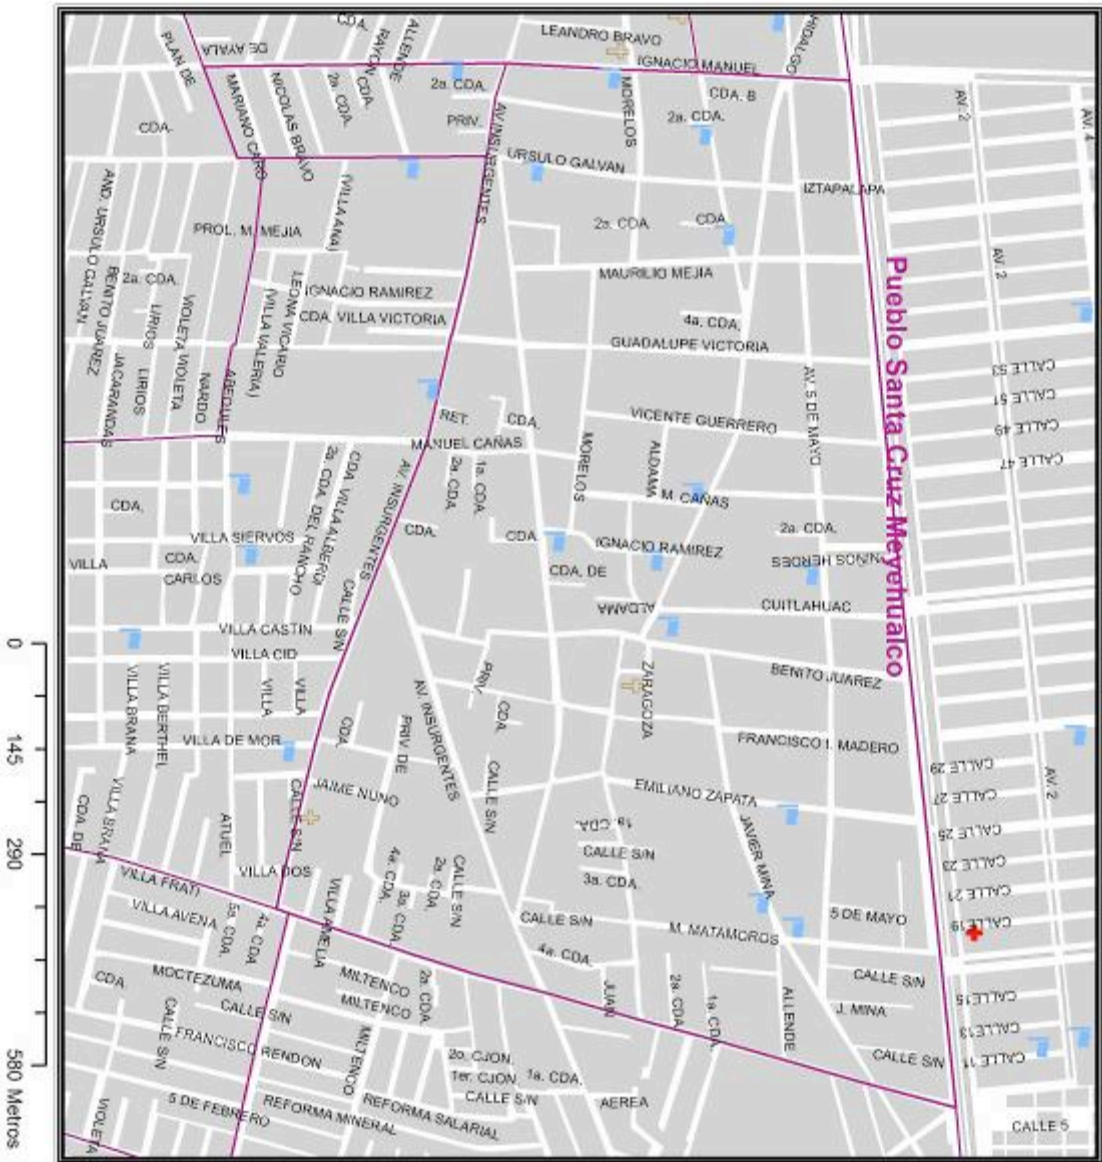 LEANDRO BRAVO
HIDALGO
CDA.
ALLENDE
RAYON
PLAN DE
DE AYALA
IGNACIO MANUEL
MARIANO CARO
NICOLAS BRAVO
2a. CDA.
CDA.
2a. CDA.
MORELOS
CDA. B
2a. CDA.
AV. 2
AV. 4
CDA.
PRIV.
AV. INSURGENTES
URSULO GALVAN
IZTAPALAPA
AND. URSULO GALVAN
(VILLA ANA)
PROL. M. MEJIA
2a. CDA.
CDA.
AV. 2
Pueblo Santa Cruz Meyehualco
BENITO JUAREZ
2a. CDA.
LEONA VICARIO
(VILLA VALERIA)
MAURILIO MEJIA
IGNACIO RAMIREZ
LIRIOS
VIOLETA VIOLETA
CDA. VILLA VICTORIA
4a. CDA.
GUADALUPE VICTORIA
JACARANDAS
LIRIOS
NARDO
ABEDULES
AV. 5 DE MAYO
CALLE 53
CALLE 51
CALLE 49
CALLE 47
RET.
CDA.
VICENTE GUERRERO
MANUEL CAÑAS
MORELOS
ALDAMA
CDA. VILLA ALBERDI
2a. CDA. DEL RANCHO
AV. INSURGENTES
2a. CDA.
1a. CDA.
M. CAÑAS
CDA.
CDA.
CDA.
2a. CDA.
VILLA SIERVOS
IGNACIO RAMIREZ
NIÑOS HEROES
VILLA
CDA.
CARLOS
CDA. DE
CALLE S/N
ALDAMA
CUITLAHUAC
VILLA CASTIN
VILLA CID
VILLA BRANA
VILLA BERTHEL
VILLA
VILLA
PRIV.
ZARAGOZA
BENITO JUAREZ
AV. INSURGENTES
CDA.
VILLA DE MOR
CDA.
PRIV. DE
FRANCISCO I. MADERO
CALLE 29
AV. 2
CALLE S/N
JAIME NUNO
CALLE S/N
EMILIANO ZAPATA
CALLE 27
CDA. DE
VILLA BRANA
ATUEL
1a. CDA.
JAVIER MINA
CALLE 25
CALLE S/N
CALLE 23
VILLA DOS
4a. CDA.
3a. CDA.
2a. CDA.
CALLE S/N
3a. CDA.
CALLE 21
VILLA FRATI
VILLA AMELIA
VILLA AVENA
5a. CDA.
4a. CDA.
CALLE S/N
M. MATAMOROS
5 DE MAYO
CALLE 19
4a. CDA.
MOCTEZUMA
MILTENCO
2a. CDA.
JUAN
2a. CDA.
1a. CDA.
ALLENDE
CALLE S/N
CDA.
CALLE S/N
MILTENCO
J. MINA
CALLE 15
CALLE S/N
FRANCISCO RENDON
MILTENCO
CALLE 13
2o. CJON.
CALLE S/N
CALLE 11
1er. CJON.
1a. CDA.
5 DE FEBRERO
REFORMA MINERAL
REFORMA SALARIAL
CALLE S/N
AEREA
VIOLETA
CALLE 5
0
145
290
580 Metros